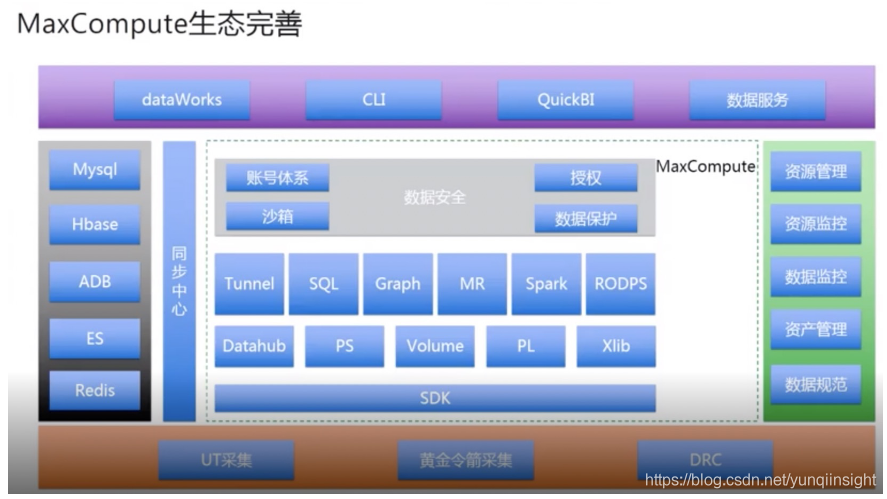 MaxCompute生态完善
dataWorks
CLI
QuickBI
数据服务
Mysql
Hbase
ADB
ES
Redis
同步中心
MaxCompute
账号体系
沙箱
数据安全
授权
数据保护
Tunnel
SQL
Graph
MR
Spark
RODPS
Datahub
PS
Volume
PL
Xlib
SDK
资源管理
资源监控
数据监控
资产管理
数据规范
UT采集
黄金令箭采集
DRC
https://blog.csdn.net/yunqiinsight